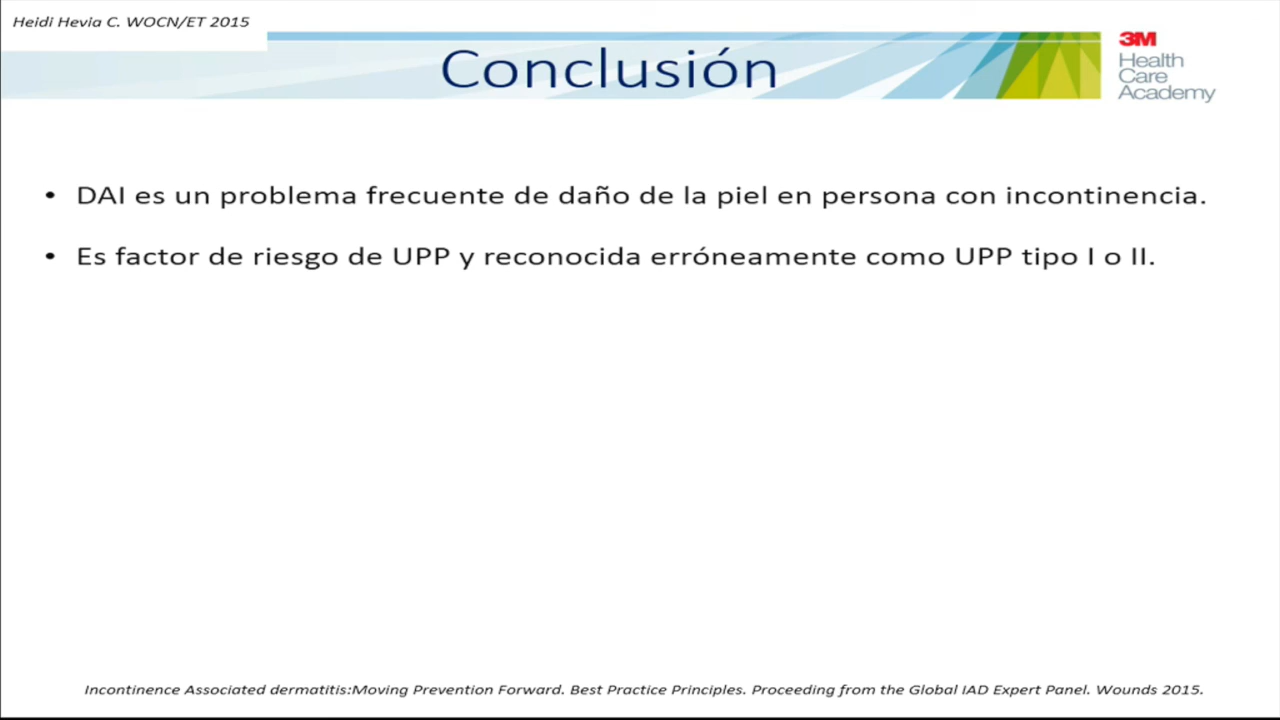 Heidi Hevia C. WOCN/ET 2015
Conclusión
3M
Health
Care
Academy
• DAI es un problema frecuente de daño de la piel en persona con incontinencia.
• Es factor de riesgo de UPP y reconocida erróneamente como UPP tipo I o II.
Incontinence Associated dermatitis:Moving Prevention Forward. Best Practice Principles. Proceeding from the Global IAD Expert Panel. Wounds 2015.